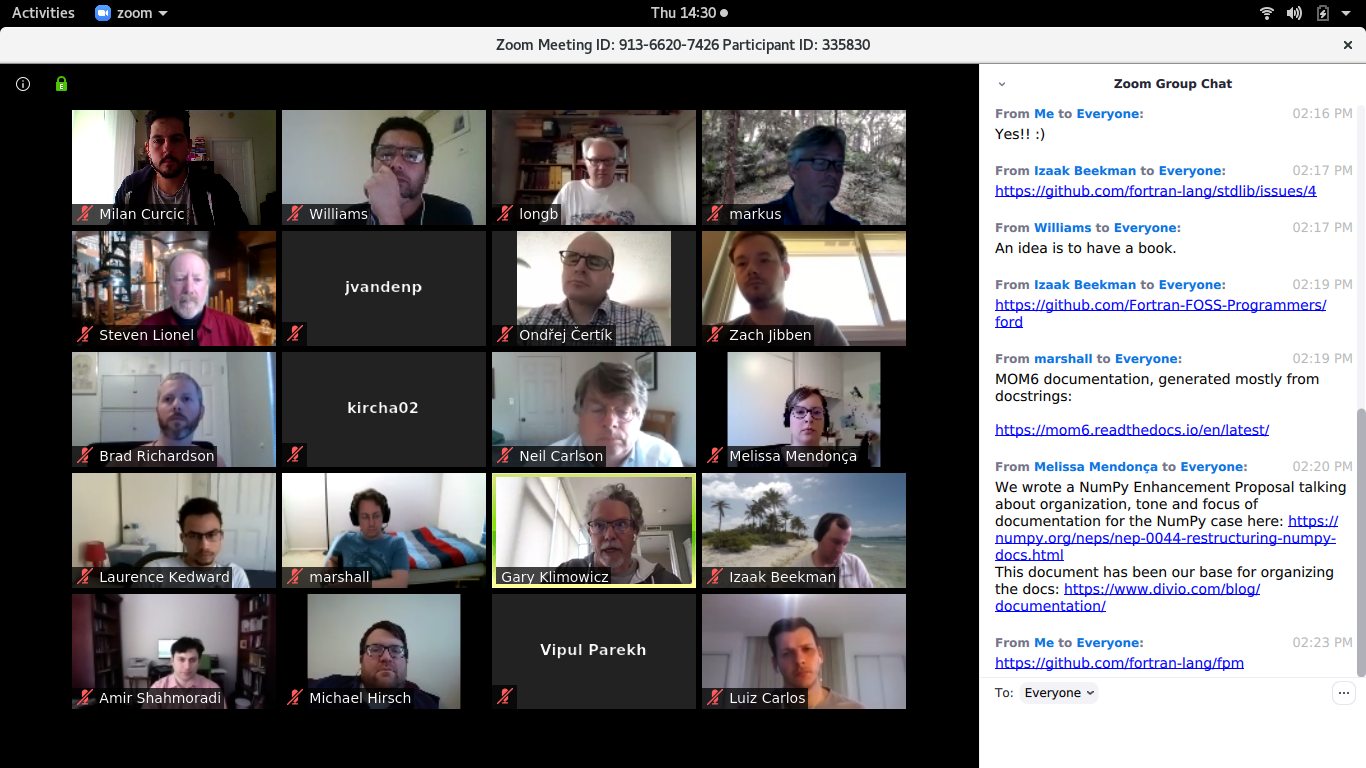 Activities zoom Thu 14:30
Zoom Meeting ID: 913-6620-7426 Participant ID: 335830
Milan Curcic
Williams
longb
markus
Steven Lionel
jvandenp
Ondřej Čertík
Zach Jibben
Brad Richardson
kircha02
Neil Carlson
Melissa Mendonça
Laurence Kedward
marshall
Gary Klimowicz
Izaak Beekman
Amir Shahmoradi
Michael Hirsch
Vipul Parekh
Luiz Carlos
Zoom Group Chat
From Me to Everyone: 02:16 PM
Yes!! :)
From Izaak Beekman to Everyone: 02:17 PM
https://github.com/fortran-lang/stdlib/issues/4
From Williams to Everyone: 02:17 PM
An idea is to have a book.
From Izaak Beekman to Everyone: 02:19 PM
https://github.com/Fortran-FOSS-Programmers/
ford
From marshall to Everyone: 02:19 PM
MOM6 documentation, generated mostly from
docstrings:
https://mom6.readthedocs.io/en/latest/
From Melissa Mendonça to Everyone: 02:20 PM
We wrote a NumPy Enhancement Proposal talking
about organization, tone and focus of
documentation for the NumPy case here: https://
numpy.org/neps/nep-0044-restructuring-numpy-
docs.html
This document has been our base for organizing
the docs: https://www.divio.com/blog/
documentation/
From Me to Everyone: 02:23 PM
https://github.com/fortran-lang/fpm
To: Everyone